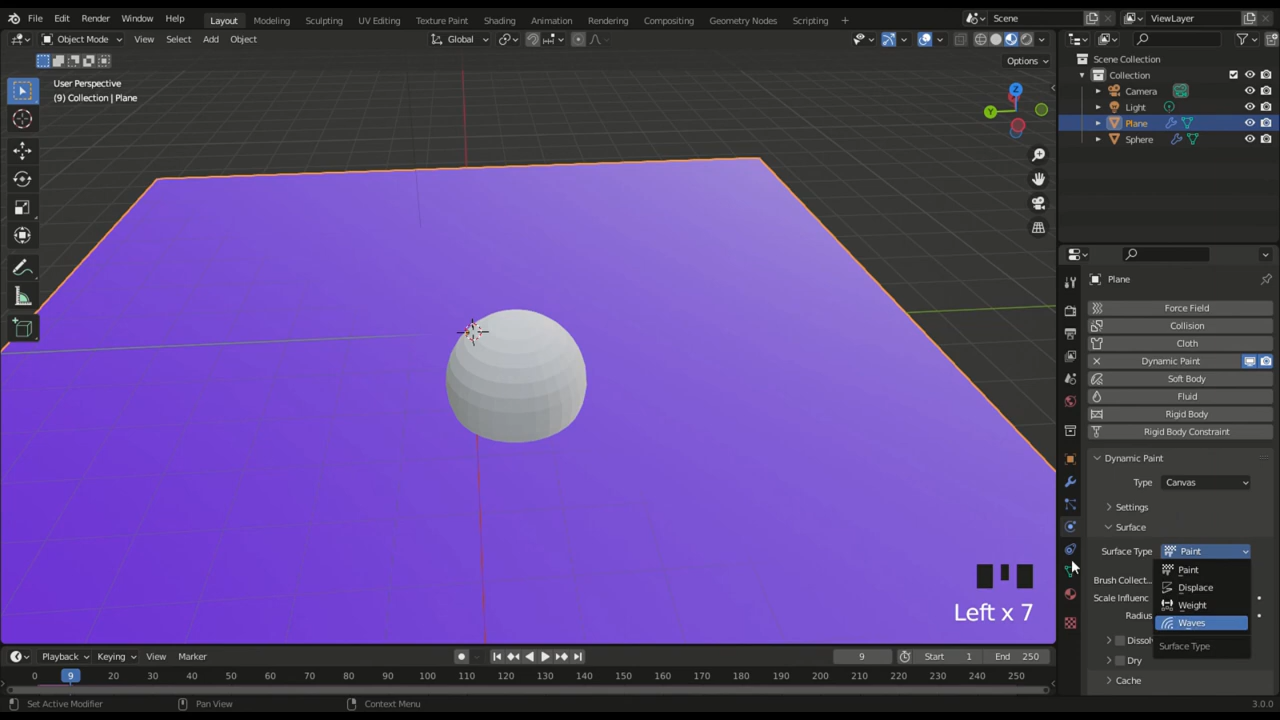 File Edit Render Window Help Layout Modeling Sculpting UV Editing Texture Paint Shading Animation Rendering Compositing Geometry Nodes Scripting + Scene ViewLayer
Object Mode View Select Add Object Global
Options
User Perspective
(9) Collection | Plane
X
Y
Z
Scene Collection
Collection
Camera
Light
Plane
Sphere
Plane
Force Field
Collision
Cloth
Dynamic Paint
Soft Body
Fluid
Rigid Body
Rigid Body Constraint
Dynamic Paint
Type Canvas
Settings
Surface
Surface Type Paint
Paint
Brush Collect...
Displace
Scale Influenc
Weight
Radius
Waves
Dissol
Surface Type
Dry
Cache
Left x 7
Playback Keying View Marker 9 Start 1 End 250
0 9 20 30 40 50 60 70 80 90 100 110 120 130 140 150 160 170 180 190 200 210 220 230 240 250
Set Active Modifier Pan View Context Menu 3.0.0